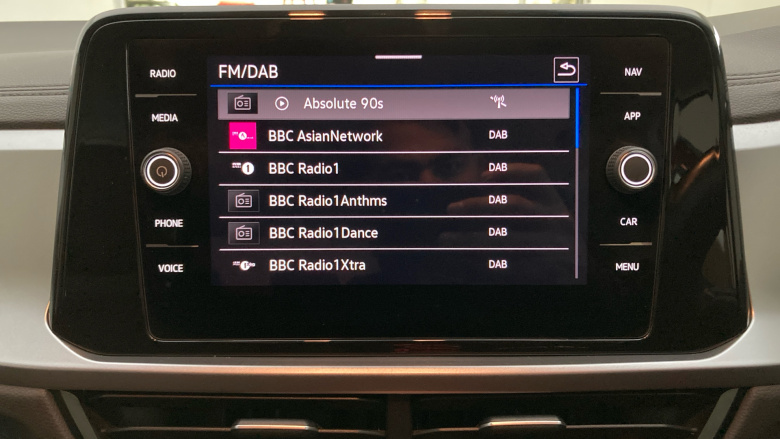 RADIO
MEDIA
PHONE
VOICE
FM/DAB
Absolute 90s
BBC AsianNetwork DAB
BBC Radio1 DAB
BBC Radio1Anthms DAB
BBC Radio1Dance DAB
BBC Radio1Xtra DAB
NAV
APP
CAR
MENU